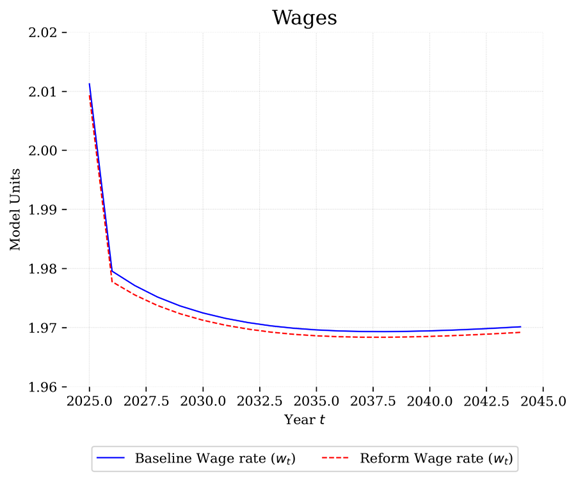 Wages
2.02
2.01
2.00
1.99
1.98
1.97
1.96
Model Units
2025.0 2027.5 2030.0 2032.5 2035.0 2037.5 2040.0 2042.5 2045.0
Year t
Baseline Wage rate (wₜ) Reform Wage rate (wₜ)